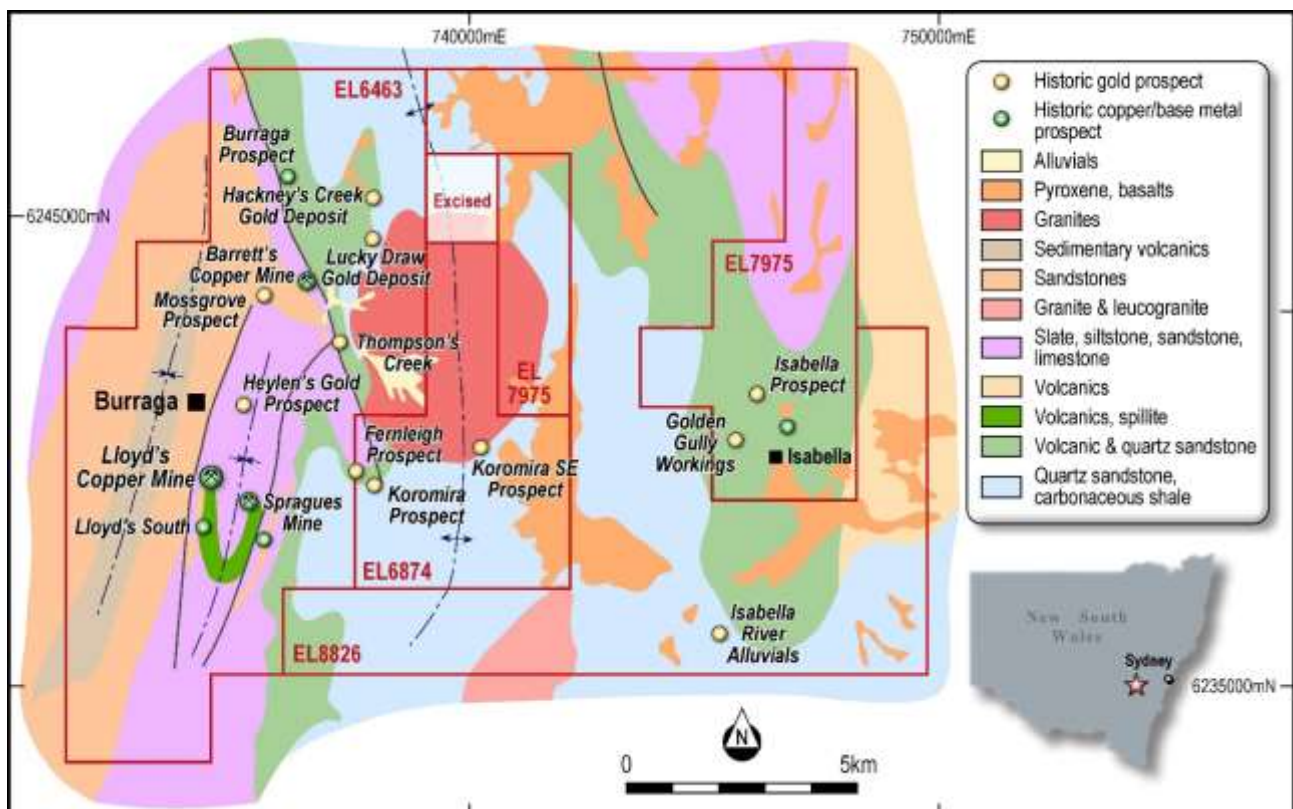 740000mE
750000mE
EL6463
Burraga
Prospect
Hackney's Creek
Gold Deposit
Excised
6245000mN
Barrett's
Copper Mine
Lucky Draw
Gold Deposit
Mossgrove
Prospect
EL7975
Thompson's
Creek
Isabella
Prospect
EL
7975
Burraga
Heylen's Gold
Prospect
Golden
Gully
Workings
Isabella
Fernleigh
Prospect
Lloyd's
Copper Mine
Koromira SE
Prospect
Koromira
Prospect
Spragues
Mine
Lloyd's South
EL6874
Isabella
River
Alluvials
EL8826
6235000mN
N
0
5km
Historic gold prospect
Historic copper/base metal
prospect
Alluvials
Pyroxene, basalts
Granites
Sedimentary volcanics
Sandstones
Granite & leucogranite
Slate, siltstone, sandstone,
limestone
Volcanics
Volcanics, spillite
Volcanic & quartz sandstone
Quartz sandstone,
carbonaceous shale
New South
Wales
Sydney